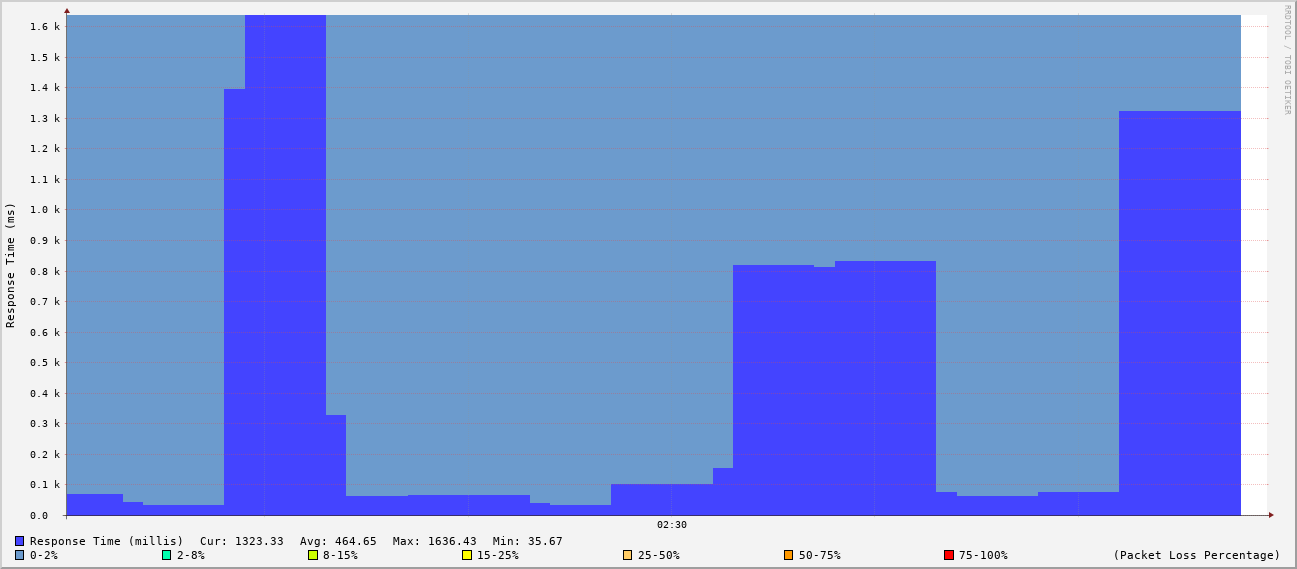 RRDTOOL / TOBI OETIKER
Response Time (ms)
1.6 k
1.5 k
1.4 k
1.3 k
1.2 k
1.1 k
1.0 k
0.9 k
0.8 k
0.7 k
0.6 k
0.5 k
0.4 k
0.3 k
0.2 k
0.1 k
0.0
02:30
Response Time (millis) Cur: 1323.33 Avg: 464.65 Max: 1636.43 Min: 35.67
0-2% 2-8% 8-15% 15-25% 25-50% 50-75% 75-100% (Packet Loss Percentage)